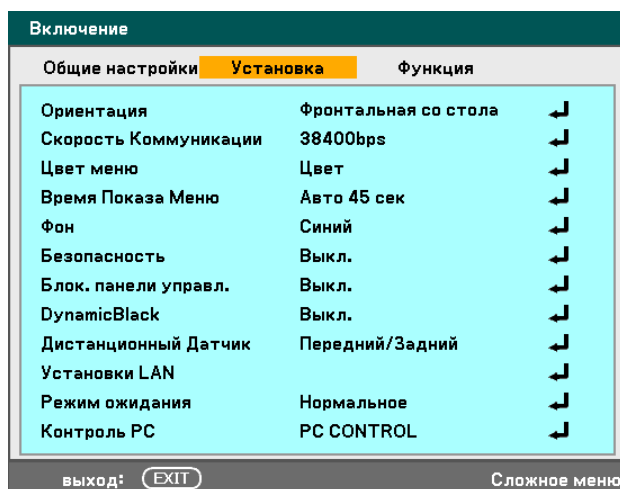 Включение
Общие настройки Установка Функция
Ориентация Фронтальная со стола
Скорость Коммуникации 38400bps
Цвет меню Цвет
Время Показа Меню Авто 45 сек
Фон Синий
Безопасность Выкл.
Блок. панели управл. Выкл.
DynamicBlack Выкл.
Дистанционный Датчик Передний/Задний
Установки LAN
Режим ожидания Нормальное
Контроль PC PC CONTROL
выход: EXIT Сложное меню